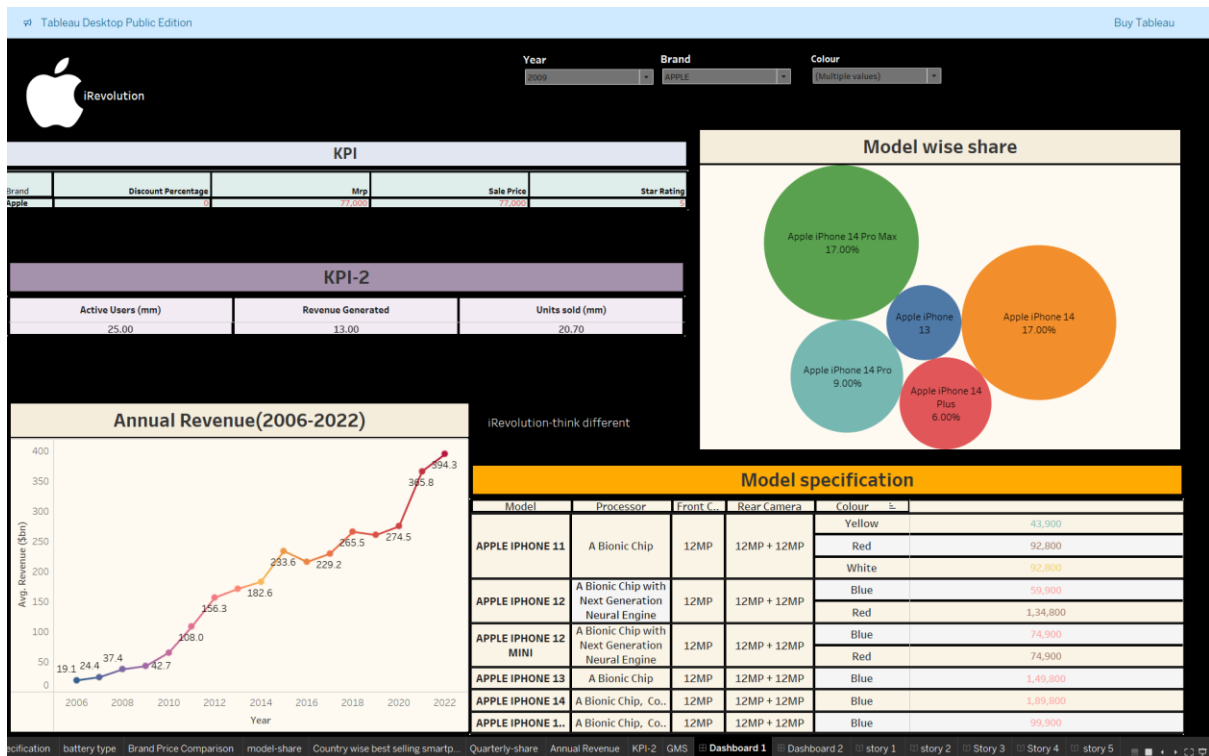 Tableau Desktop Public Edition
Buy Tableau
iRevolution
Year
Brand
Colour
2009
APPLE
(Multiple values)
KPI
Brand Discount Percentage Mrp Sale Price Star Rating
Apple 0 77,000 77,000 5
KPI-2
Active Users (mm) Revenue Generated Units sold (mm)
25.00 13.00 20.70
Model wise share
Apple iPhone 14 Pro Max
17.00%
Apple iPhone
13
Apple iPhone 14
17.00%
Apple iPhone 14 Pro
9.00%
Apple iPhone 14
Plus
6.00%
Annual Revenue(2006-2022)
Avg. Revenue ($bn)
400
350
300
250
200
150
100
50
0
19.1
24.4
37.4
42.7
108.0
156.3
182.6
233.6
229.2
265.5
274.5
365.8
394.3
2006 2008 2010 2012 2014 2016 2018 2020 2022
Year
iRevolution-think different
Model specification
Model Processor Front C.. Rear Camera Colour
APPLE IPHONE 11 A Bionic Chip 12MP 12MP + 12MP
Yellow 43,900
Red 92,800
White 92,800
APPLE IPHONE 12
A Bionic Chip with
Next Generation
Neural Engine
12MP 12MP + 12MP
Blue 59,900
Red 1,34,800
APPLE IPHONE 12
MINI
A Bionic Chip with
Next Generation
Neural Engine
12MP 12MP + 12MP
Blue 74,900
Red 74,900
APPLE IPHONE 13 A Bionic Chip 12MP 12MP + 12MP Blue 1,49,800
APPLE IPHONE 14 A Bionic Chip, Co.. 12MP 12MP + 12MP Blue 1,89,800
APPLE IPHONE 1.. A Bionic Chip, Co.. 12MP 12MP + 12MP Blue 99,900
ecification battery type Brand Price Comparison model-share Country wise best selling smartp... Quarterly-share Annual Revenue KPI-2 GMS Dashboard 1 Dashboard 2 story 1 story 2 Story 3 Story 4 story 5